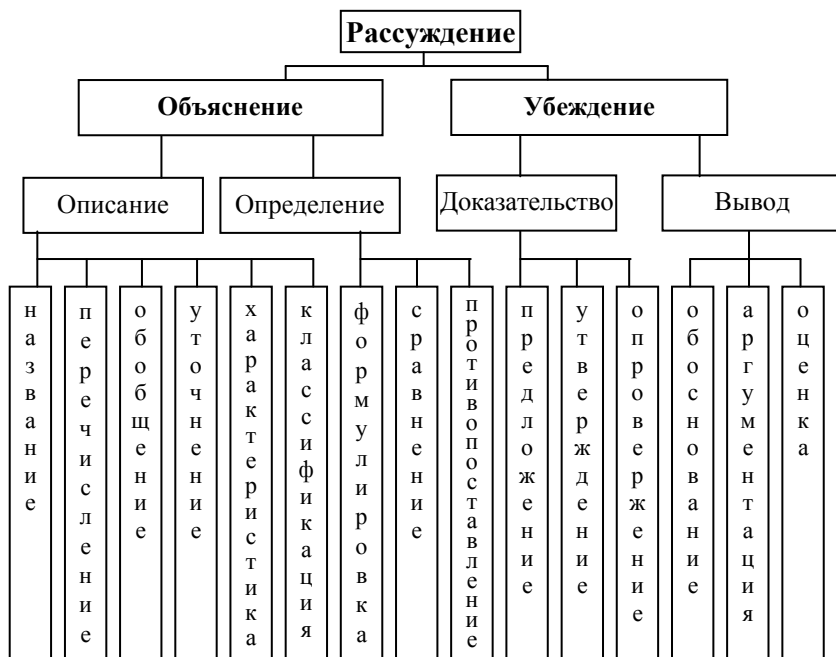 Рассуждение
Объяснение
Убеждение
Описание
Определение
Доказательство
Вывод
название
перечисление
обобщение
уточнение
характеристика
классификация
формулировка
сравнение
противопоставление
предложение
утверждение
опровержение
обоснование
аргументация
оценка